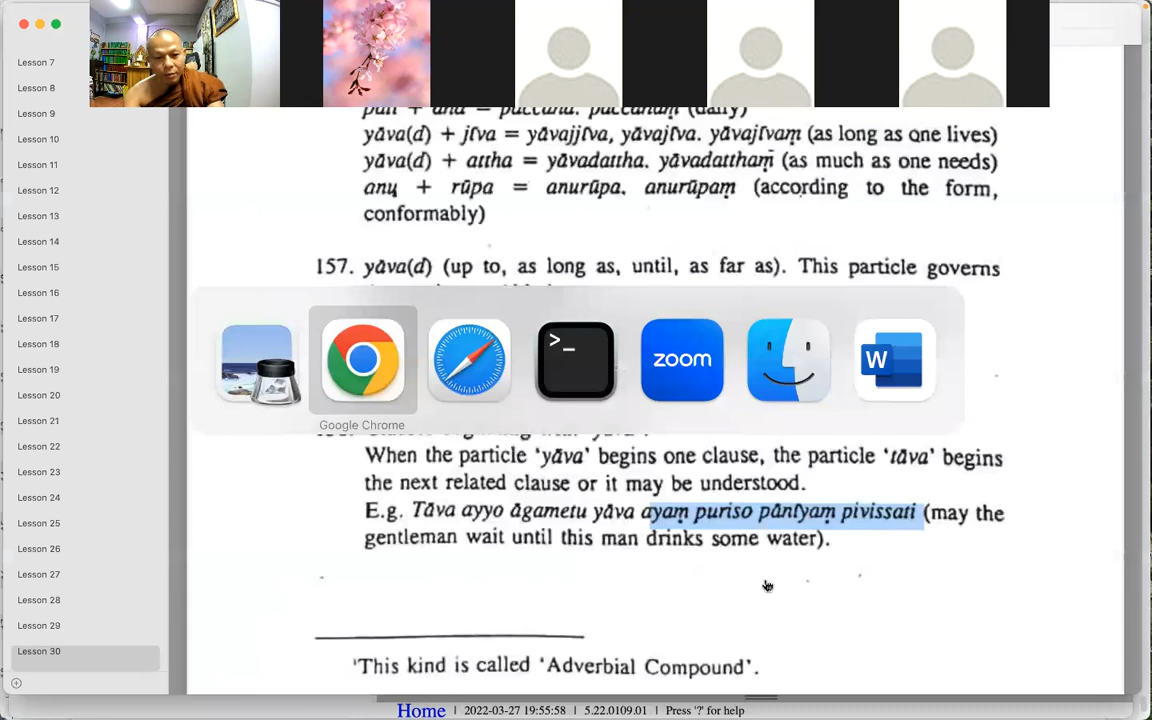 Lesson 7
Lesson 8
Lesson 9
Lesson 10
Lesson 11
Lesson 12
Lesson 13
Lesson 14
Lesson 15
Lesson 16
Lesson 17
Lesson 18
Lesson 19
Lesson 20
Lesson 21
Lesson 22
Lesson 23
Lesson 24
Lesson 25
Lesson 26
Lesson 27
Lesson 28
Lesson 29
Lesson 30
(daily)
yāva(d) + jīva = yāvajjīva, yāvajīva. yāvajīvaṃ (as long as one lives)
yāva(d) + attha = yāvadattha. yāvadatthaṃ (as much as one needs)
anu + rūpa = anurūpa. anurūpaṃ (according to the form,
conformably)
157. yāva(d) (up to, as long as, until, as far as). This particle governs
zoom
W
Google Chrome
When the particle ‘yāva’ begins one clause, the particle ‘tāva’ begins
the next related clause or it may be understood.
E.g. Tāva ayyo āgametu yāva ayaṃ puriso pānīyaṃ pivissati (may the
gentleman wait until this man drinks some water).
'This kind is called ‘Adverbial Compound’.
Home | 2022-03-27 19:55:58 | 5.22.0109.01 | Press '?' for help